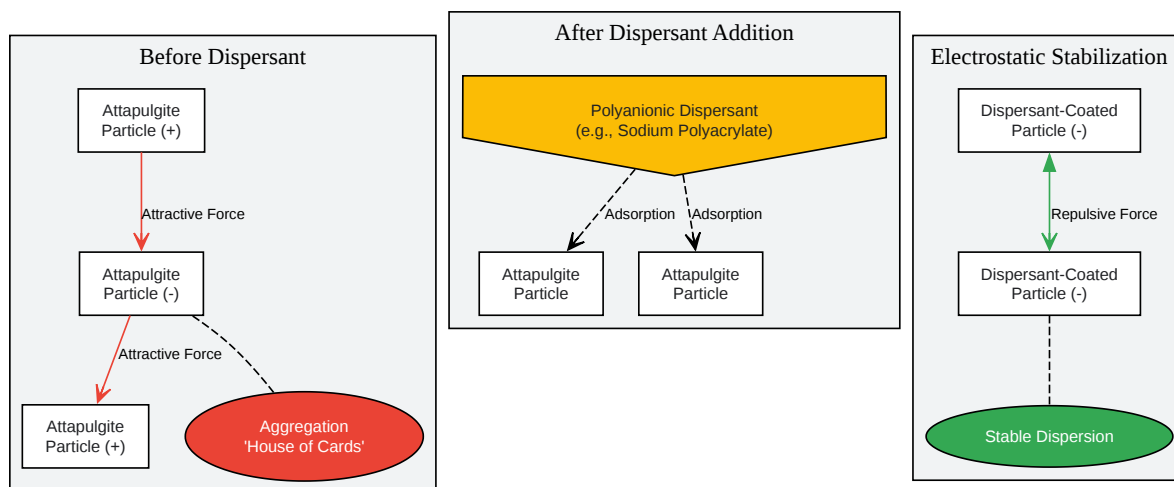 Before Dispersant
Attapulgite
Particle (+)
Attractive Force
Attapulgite
Particle (-)
Attractive Force
Attapulgite
Particle (+)
Aggregation
'House of Cards'
After Dispersant Addition
Polyanionic Dispersant
(e.g., Sodium Polyacrylate)
Adsorption
Adsorption
Attapulgite
Particle
Attapulgite
Particle
Electrostatic Stabilization
Dispersant-Coated
Particle (-)
Repulsive Force
Dispersant-Coated
Particle (-)
Stable Dispersion